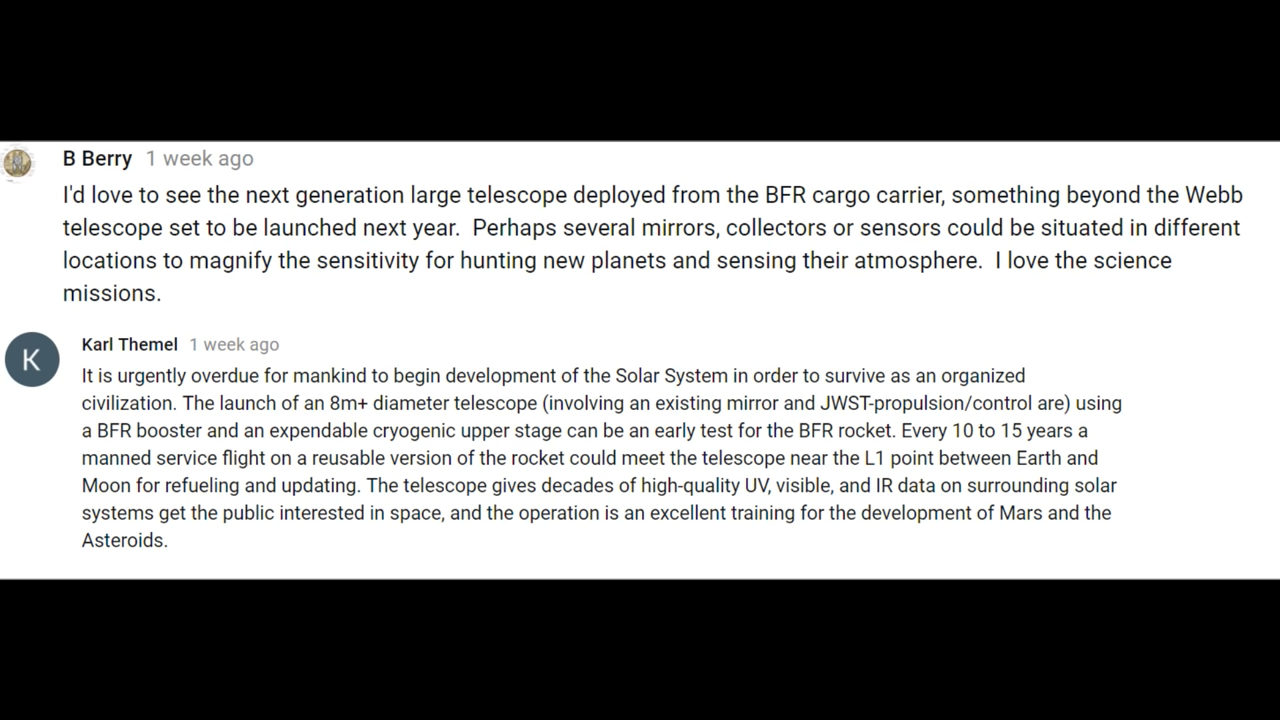 B Berry 1 week ago
I'd love to see the next generation large telescope deployed from the BFR cargo carrier, something beyond the Webb
telescope set to be launched next year.  Perhaps several mirrors, collectors or sensors could be situated in different
locations to magnify the sensitivity for hunting new planets and sensing their atmosphere.  I love the science
missions.
K
Karl Themel 1 week ago
It is urgently overdue for mankind to begin development of the Solar System in order to survive as an organized
civilization. The launch of an 8m+ diameter telescope (involving an existing mirror and JWST-propulsion/control are) using
a BFR booster and an expendable cryogenic upper stage can be an early test for the BFR rocket. Every 10 to 15 years a
manned service flight on a reusable version of the rocket could meet the telescope near the L1 point between Earth and
Moon for refueling and updating. The telescope gives decades of high-quality UV, visible, and IR data on surrounding solar
systems get the public interested in space, and the operation is an excellent training for the development of Mars and the
Asteroids.